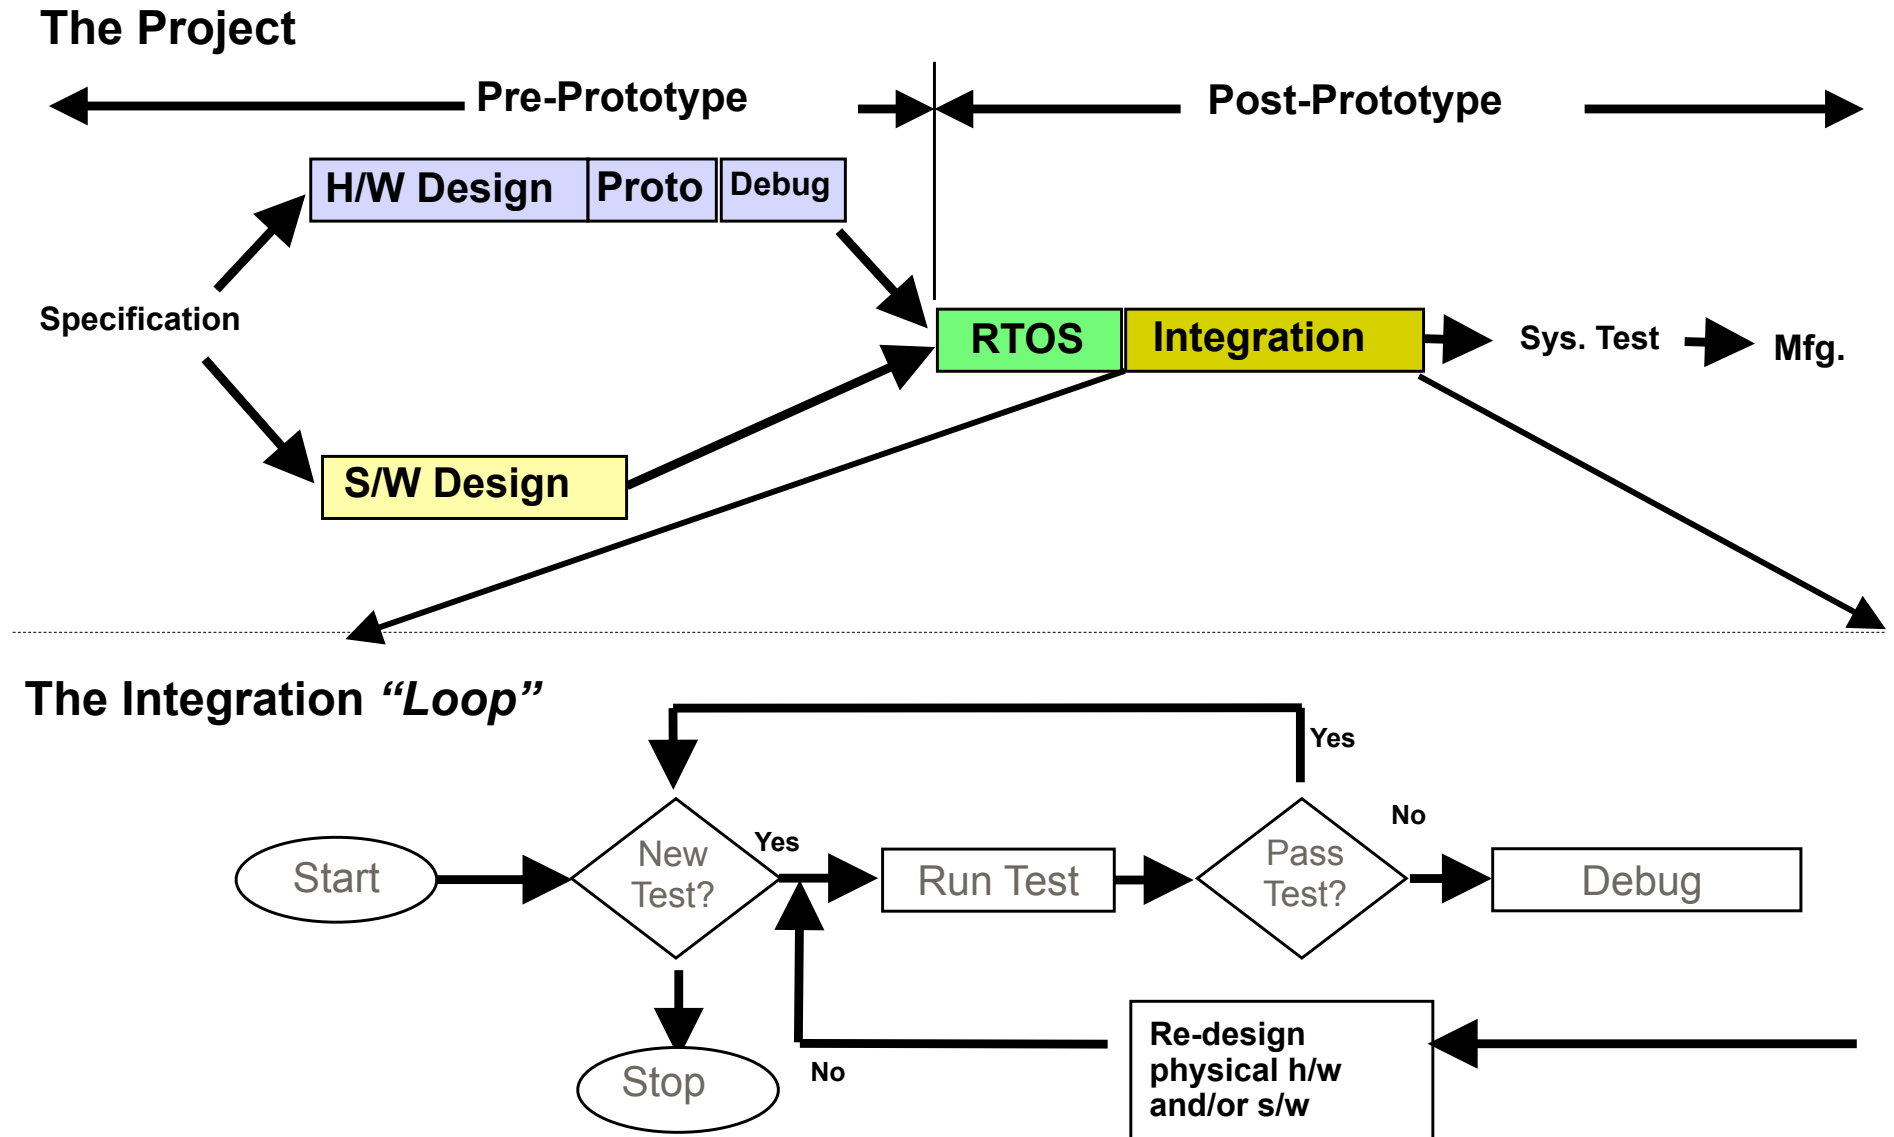 The Project
Pre-Prototype
Post-Prototype
H/W Design
Proto
Debug
Specification
RTOS
Integration
Sys. Test
Mfg.
S/W Design
The Integration “Loop”
Yes
No
Start
New
Test?
Yes
Run Test
Pass
Test?
Debug
Stop
No
Re-design
physical h/w
and/or s/w